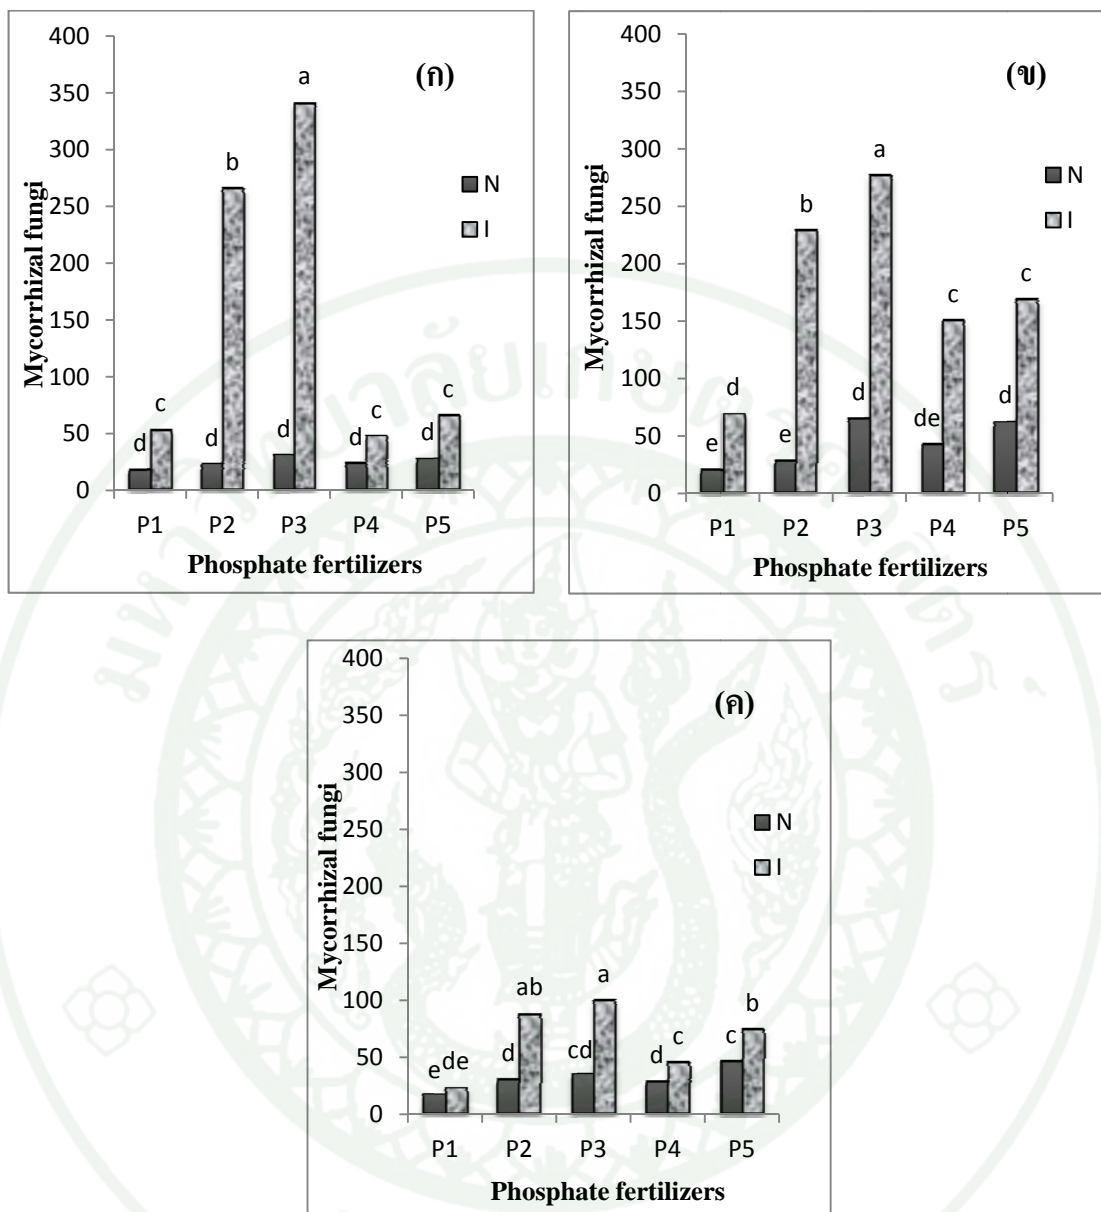 400
350
300
250
200
150
100
50
0
Mycorrhizal fungi
(ก)
a
b
c
c
c
d
d
d
d
d
N
I
P1 P2 P3 P4 P5
Phosphate fertilizers
400
350
300
250
200
150
100
50
0
Mycorrhizal fungi
(ข)
a
b
c
c
d
d
d
de
e
e
N
I
P1 P2 P3 P4 P5
Phosphate fertilizers
400
350
300
250
200
150
100
50
0
Mycorrhizal fungi
(ค)
a
ab
b
c
c
cd
d
d
e
de
N
I
P1 P2 P3 P4 P5
Phosphate fertilizers